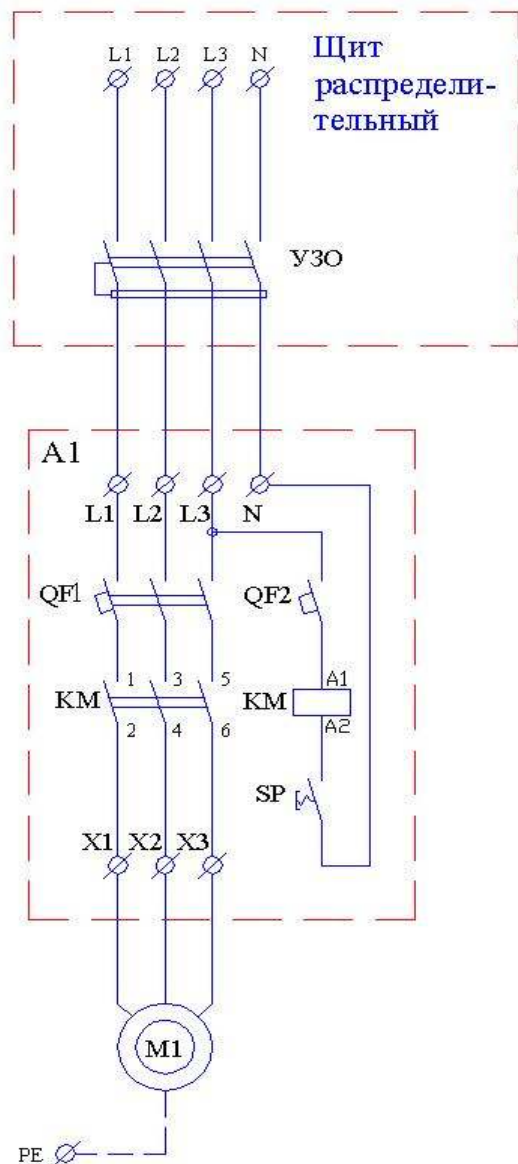 L1 L2 L3 N
Щит
распредели-
тельный
УЗО
A1
L1 L2 L3 N
QF1 QF2
1 3 5 A1
KM KM
2 4 6 A2
SP
X1 X2 X3
M1
PE